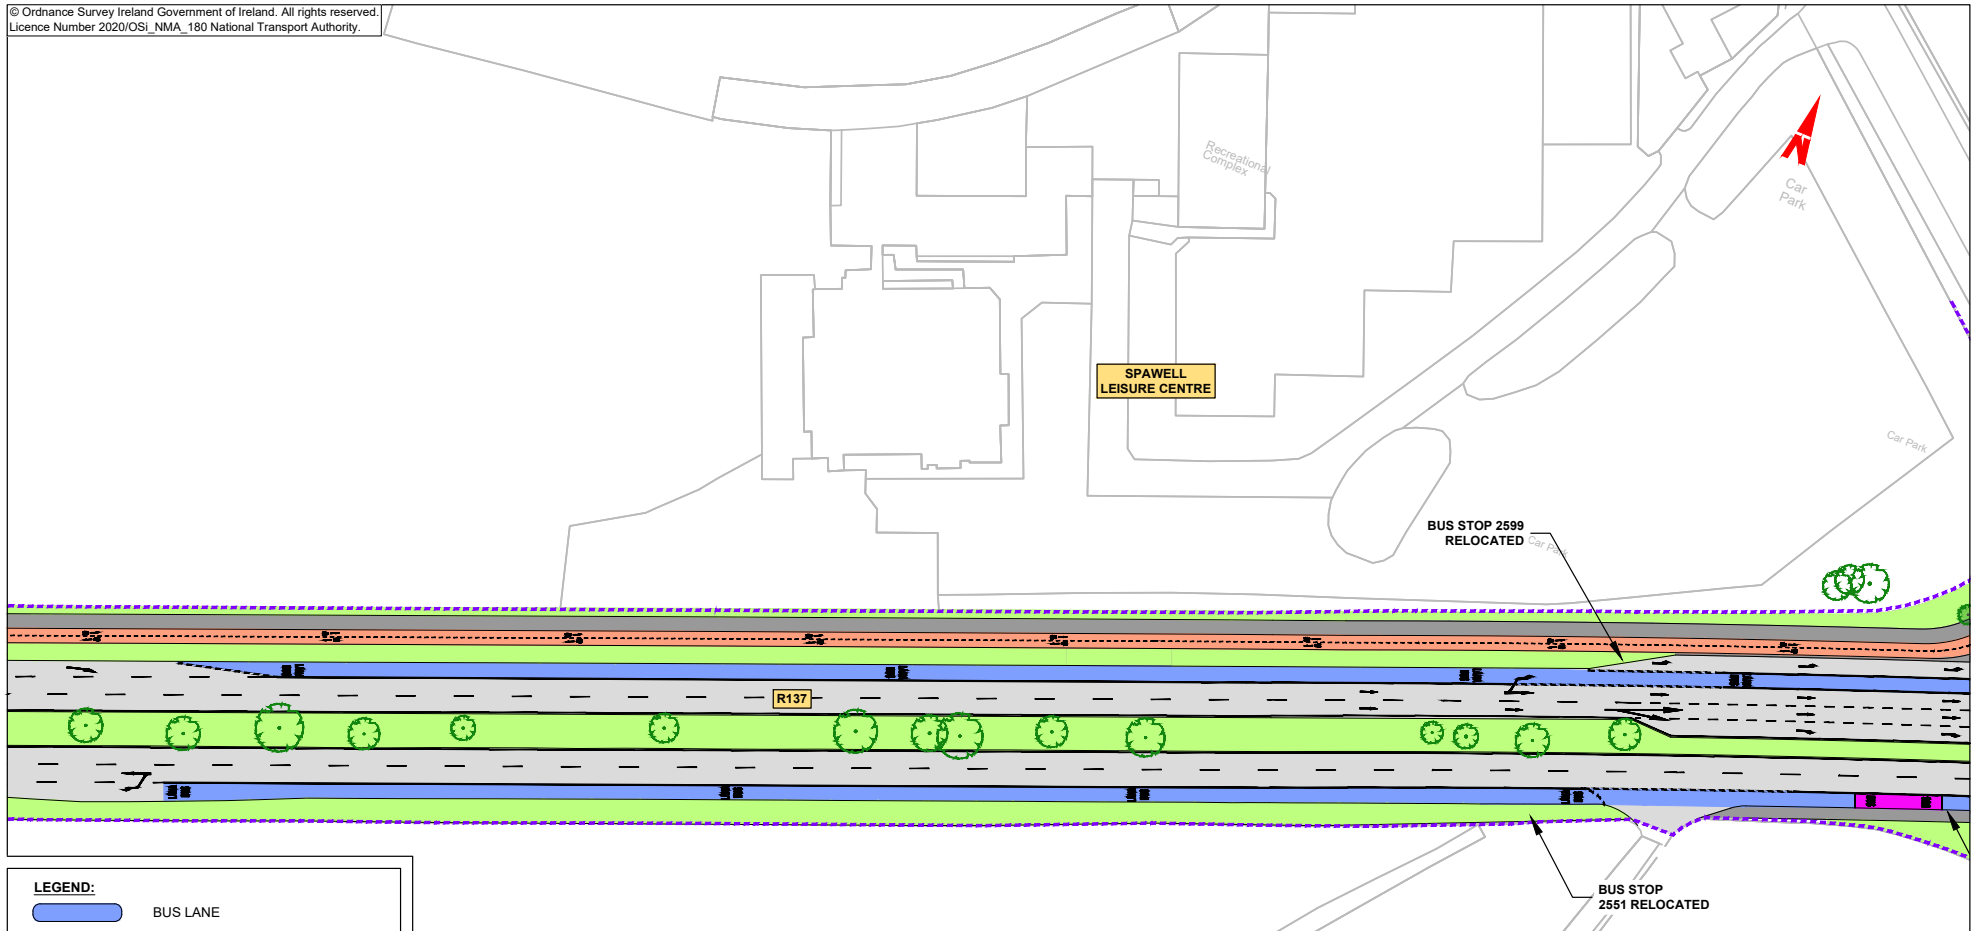 © Ordnance Survey Ireland Government of Ireland. All rights reserved.
Licence Number 2020/OSi_NMA_180 National Transport Authority.
Recreational
Complex
N
Car
Park
SPAWELL
LEISURE CENTRE
Car Park
BUS STOP 2599
RELOCATED
Car Park
R137
BUS STOP
2551 RELOCATED
LEGEND:
BUS LANE